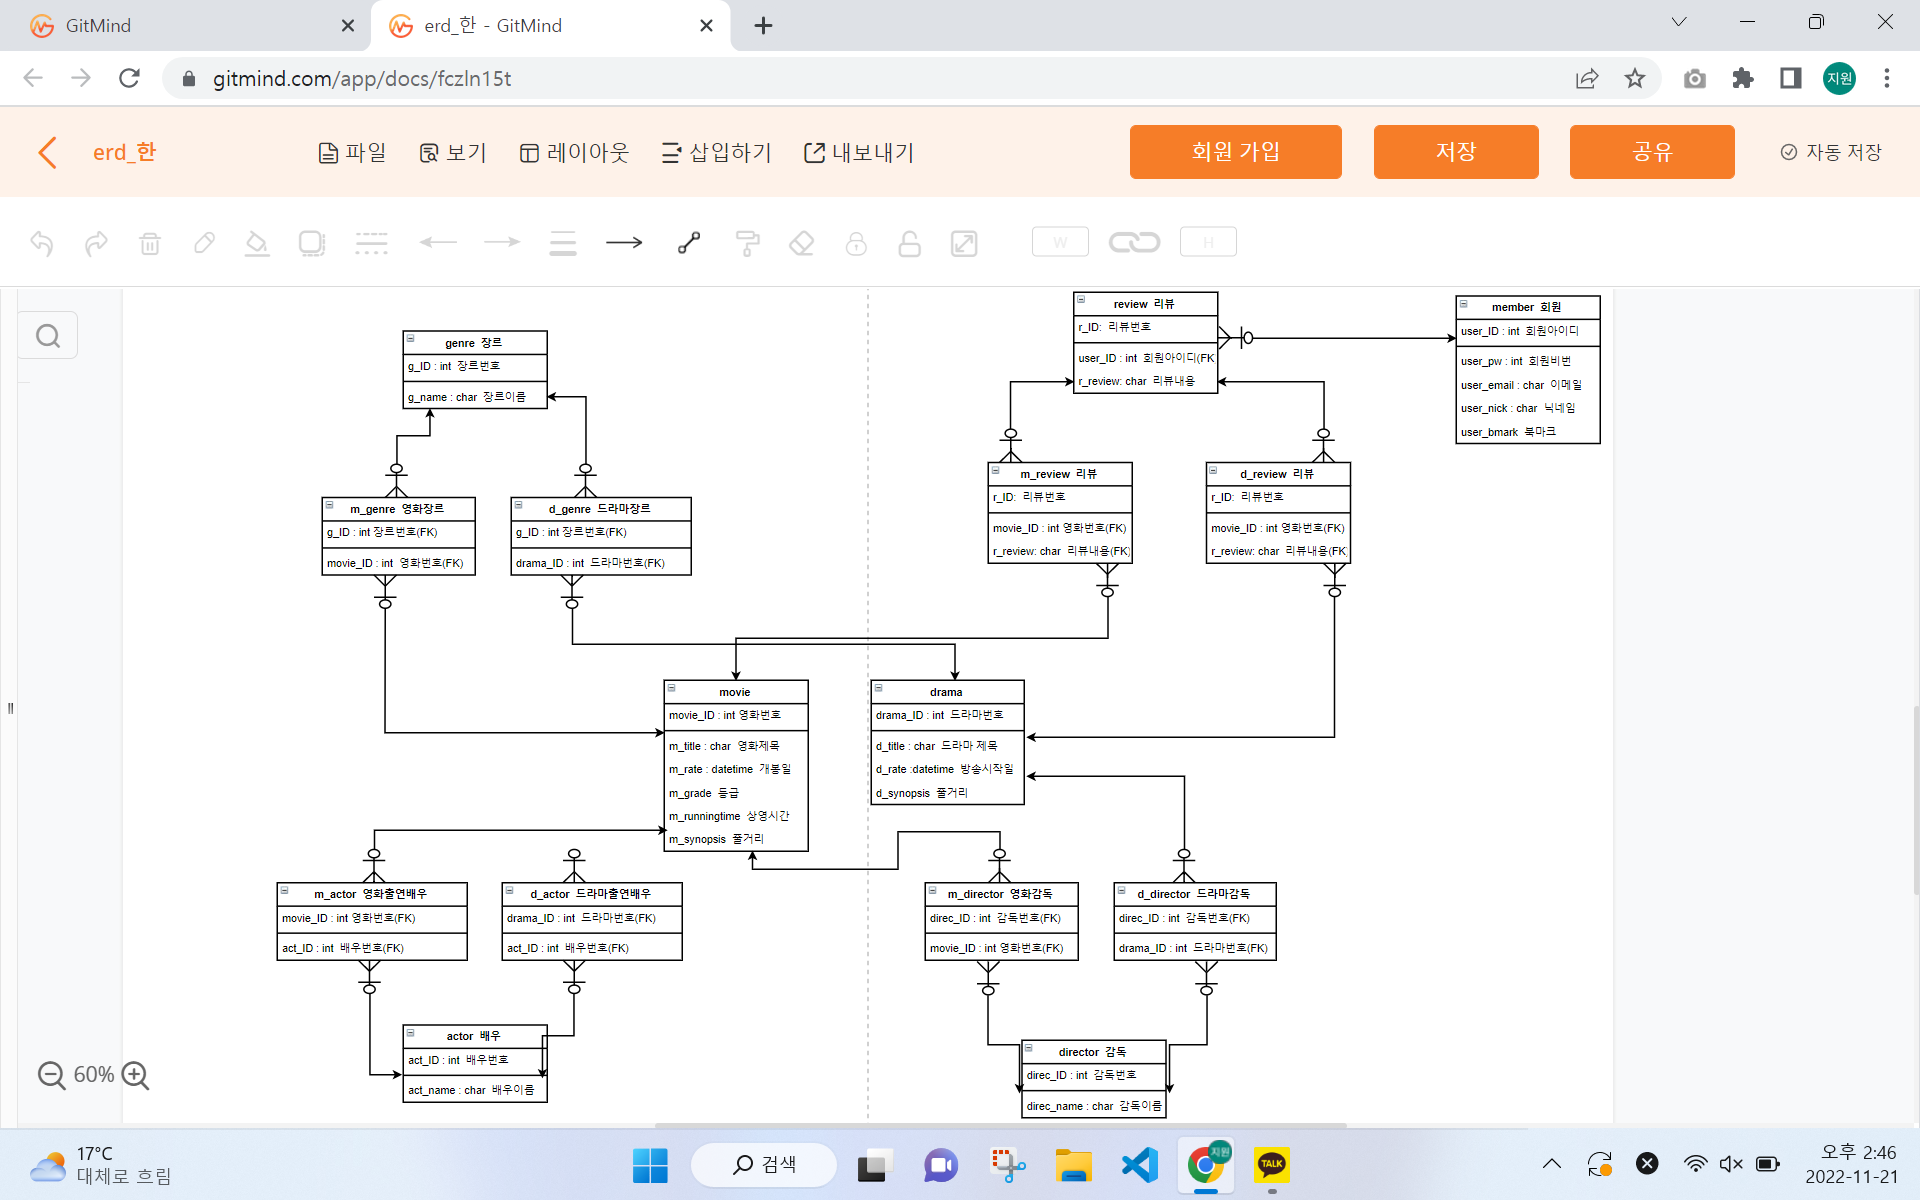 GitMind
erd_한 - GitMind
gitmind.com/app/docs/fczln15t
지원
erd_한
파일
보기
레이아웃
삽입하기
내보내기
회원 가입
저장
공유
자동 저장
W
H
review 리뷰
r_ID: 리뷰번호
user_ID : int 회원아이디(FK
r_review: char 리뷰내용
member 회원
user_ID : int 회원아이디
user_pw : int 회원비번
user_email : char 이메일
user_nick : char 닉네임
user_bmark 북마크
genre 장르
g_ID : int 장르번호
g_name : char 장르이름
m_genre 영화장르
g_ID : int 장르번호(FK)
movie_ID : int 영화번호(FK)
d_genre 드라마장르
g_ID : int 장르번호(FK)
drama_ID : int 드라마번호(FK)
m_review 리뷰
r_ID: 리뷰번호
movie_ID : int 영화번호(FK)
r_review: char 리뷰내용(FK)
d_review 리뷰
r_ID: 리뷰번호
movie_ID : int 영화번호(FK)
r_review: char 리뷰내용(FK
movie
movie_ID : int 영화번호
m_title : char 영화제목
m_rate : datetime 개봉일
m_grade 등급
m_runningtime 상영시간
m_synopsis 풀거리
drama
drama_ID : int 드라마번호
d_title : char 드라마 제목
d_rate :datetime 방송시작일
d_synopsis 풀거리
m_actor 영화출연배우
movie_ID : int 영화번호(FK)
act_ID : int 배우번호(FK)
d_actor 드라마출연배우
drama_ID : int 드라마번호(FK)
act_ID : int 배우번호(FK)
m_director 영화감독
direc_ID : int 감독번호(FK)
movie_ID : int 영화번호(FK)
d_director 드라마감독
direc_ID : int 감독번호(FK)
drama_ID : int 드라마번호(FK)
actor 배우
act_ID : int 배우번호
act_name : char 배우이름
director 감독
direc_ID : int 감독번호
direc_name : char 감독이름
60%
17°C
대체로 흐림
검색
지원
TALK
오후 2:46
2022-11-21